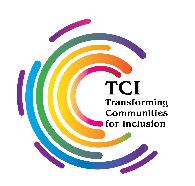 TCI
Transforming
Communities
for Inclusion